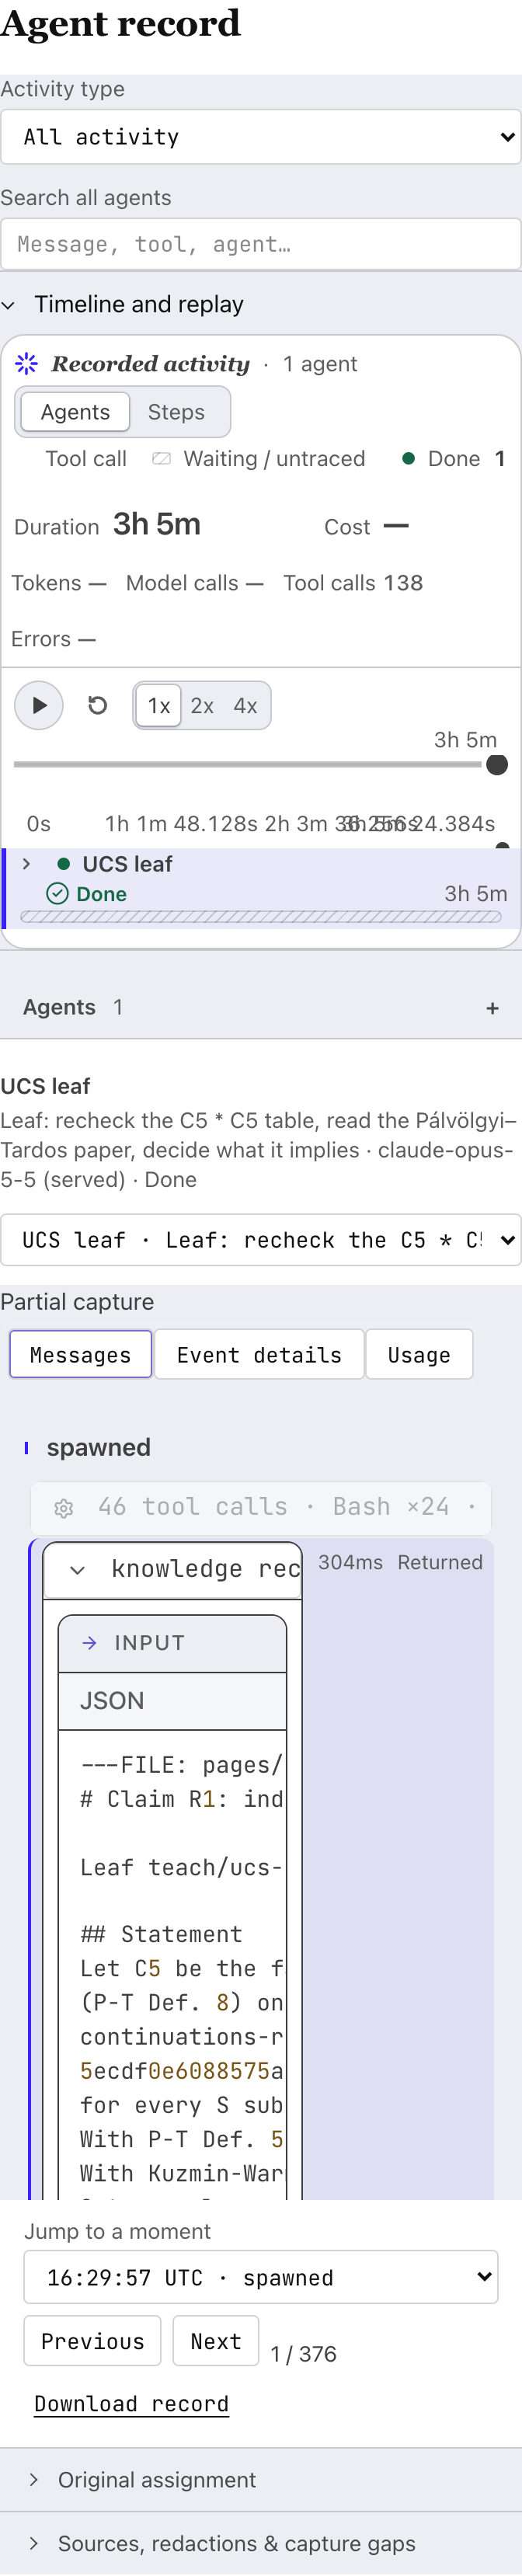 Agent record
Activity type
All activity
Search all agents
Message, tool, agent…
Timeline and replay
Recorded activity · 1 agent
Agents Steps
Tool call Waiting / untraced Done 1
Duration 3h 5m Cost —
Tokens — Model calls — Tool calls 138
Errors —
1x 2x 4x
3h 5m
0s 1h 1m 48.128s 2h 3m 36.256s
UCS leaf
Done 3h 5m
Agents 1 +
UCS leaf
Leaf: recheck the C5 * C5 table, read the Pálvölgyi–
Tardos paper, decide what it implies · claude-opus-
5-5 (served) · Done
UCS leaf · Leaf: recheck the C5 * C
Partial capture
Messages Event details Usage
spawned
46 tool calls · Bash ×24 ·
knowledge rec 304ms Returned
→ INPUT
JSON
---FILE: pages/
# Claim R1: ind
Leaf teach/ucs-
## Statement
Let C5 be the f
(P-T Def. 8) on
continuations-r
5ecdf0e6088575a
for every S sub
With P-T Def. 5
With Kuzmin-War
Jump to a moment
16:29:57 UTC · spawned
Previous Next 1 / 376
Download record
Original assignment
Sources, redactions & capture gaps